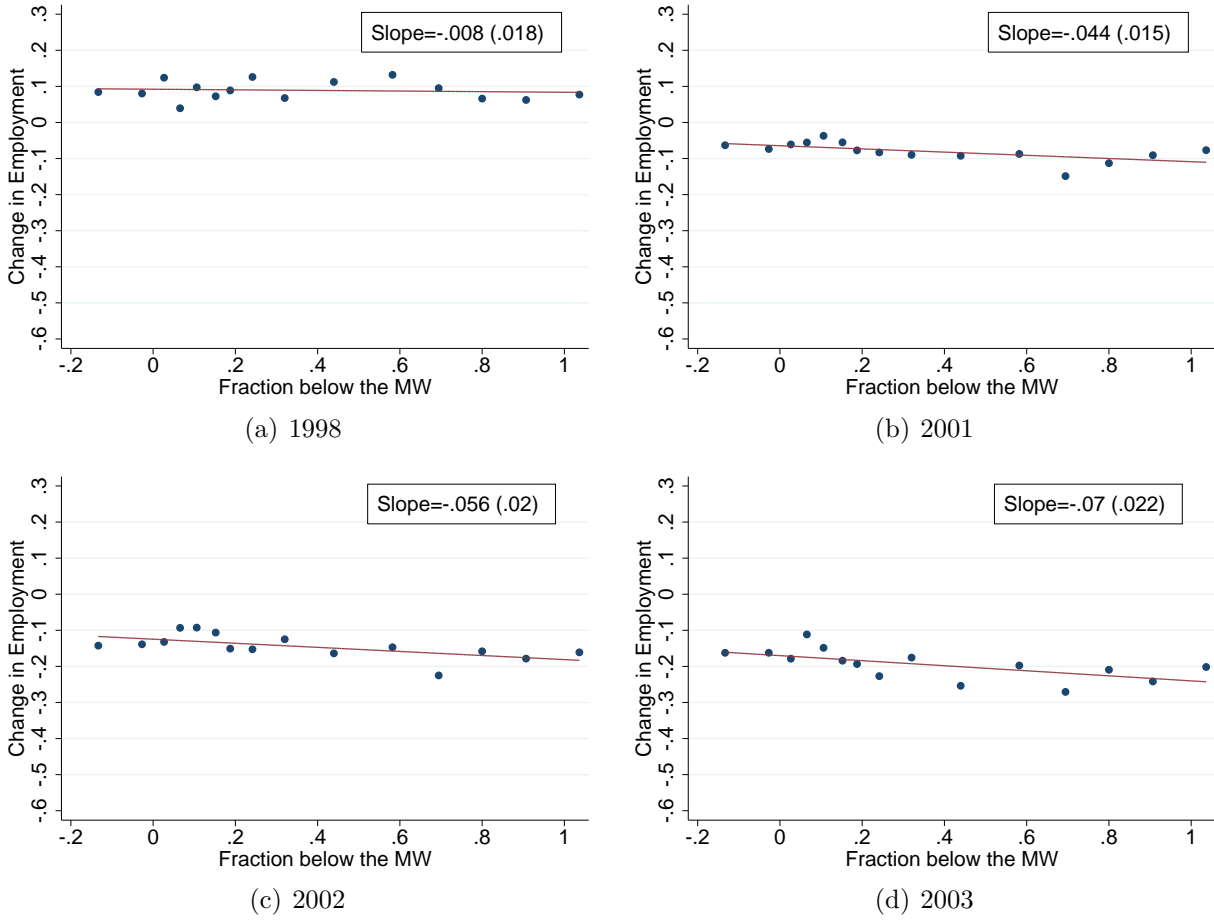 Slope=-.008 (.018)
Change in Employment
.3
.2
.1
0
-.1
-.2
-.3
-.4
-.5
-.6
-.2 0 .2 .4 .6 .8 1
Fraction below the MW
(a) 1998
Slope=-.044 (.015)
Change in Employment
.3
.2
.1
0
-.1
-.2
-.3
-.4
-.5
-.6
-.2 0 .2 .4 .6 .8 1
Fraction below the MW
(b) 2001
Slope=-.056 (.02)
Change in Employment
.3
.2
.1
0
-.1
-.2
-.3
-.4
-.5
-.6
-.2 0 .2 .4 .6 .8 1
Fraction below the MW
(c) 2002
Slope=-.07 (.022)
Change in Employment
.3
.2
.1
0
-.1
-.2
-.3
-.4
-.5
-.6
-.2 0 .2 .4 .6 .8 1
Fraction below the MW
(d) 2003